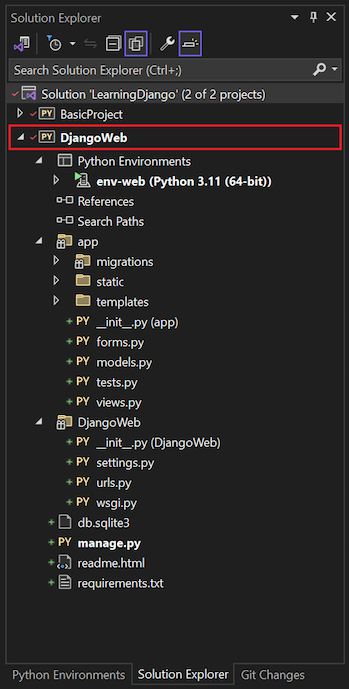 Solution Explorer
Search Solution Explorer (Ctrl+;)
Solution 'LearningDjango' (2 of 2 projects)
PY BasicProject
PY DjangoWeb
Python Environments
env-web (Python 3.11 (64-bit))
References
Search Paths
app
migrations
static
templates
+ PY __init__.py (app)
+ PY forms.py
+ PY models.py
+ PY tests.py
+ PY views.py
DjangoWeb
+ PY __init__.py (DjangoWeb)
+ PY settings.py
+ PY urls.py
+ PY wsgi.py
+ db.sqlite3
+ PY manage.py
+ readme.html
+ requirements.txt
Python Environments Solution Explorer Git Changes